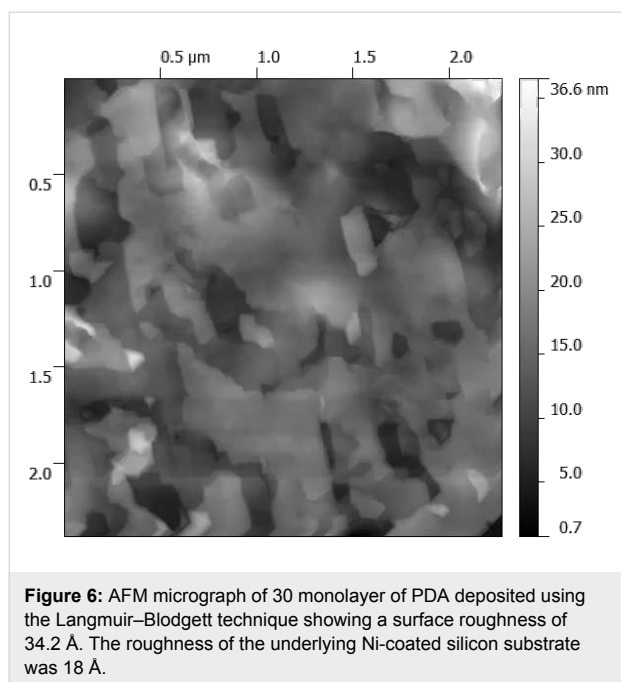 0.5 µm 1.0 1.5 2.0
36.6 nm
30.0
25.0
20.0
15.0
10.0
5.0
0.7
0.5
1.0
1.5
2.0
Figure 6: AFM micrograph of 30 monolayer of PDA deposited using
the Langmuir–Blodgett technique showing a surface roughness of
34.2 Å. The roughness of the underlying Ni-coated silicon substrate
was 18 Å.